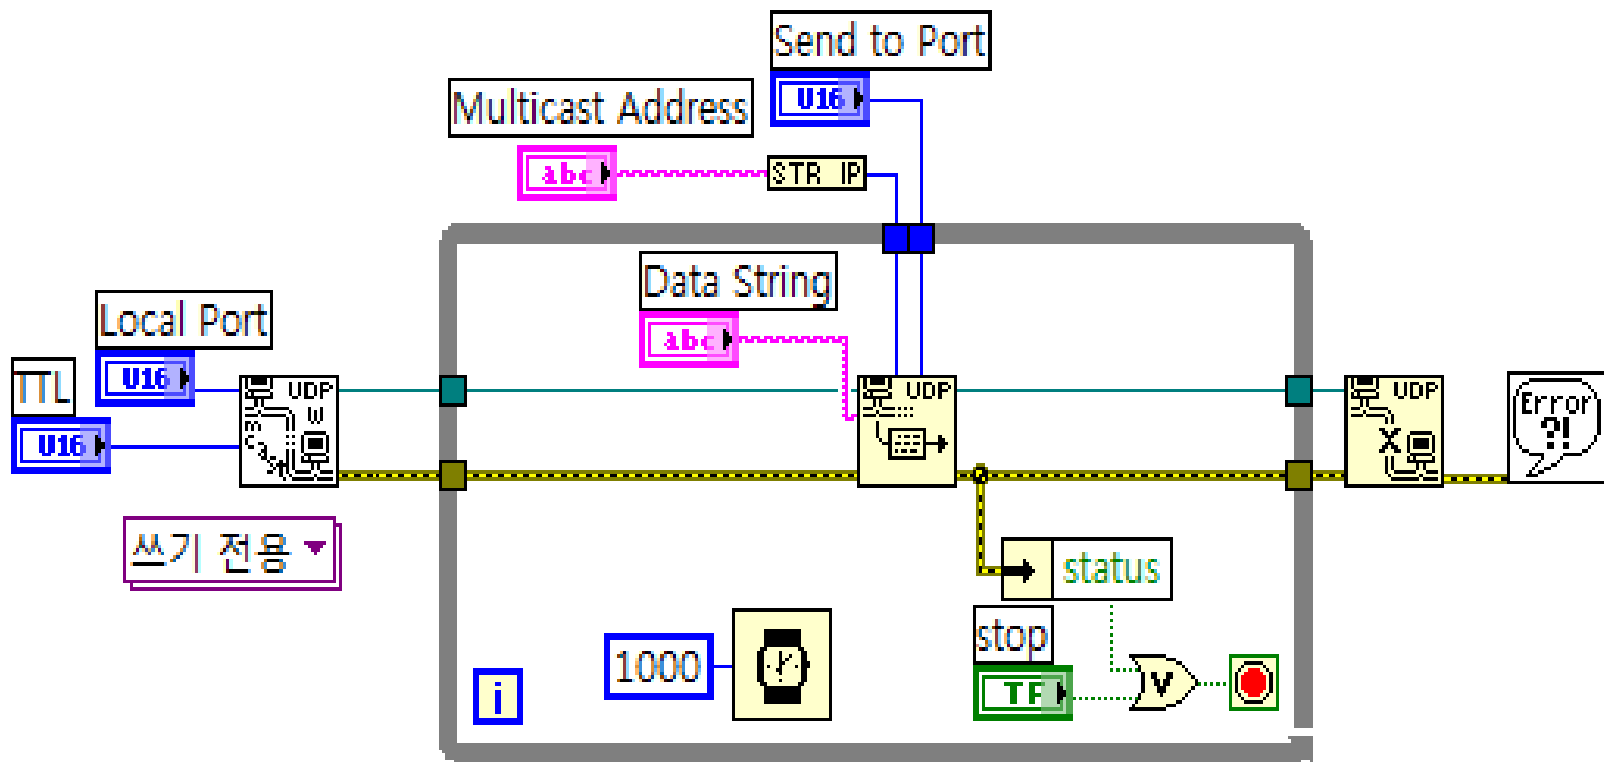 Send to Port
U16
Multicast Address
abc
STR IP
Data String
abc
Local Port
U16
TTL
U16
UDP
W
mcast
UDP
UDP
Error
?!
쓰기 전용
status
stop
TF
V
1000
i